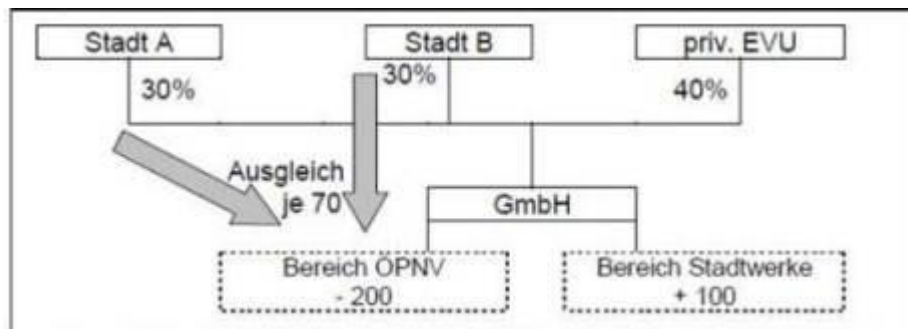 Stadt A
Stadt B
priv. EVU
30%
30%
40%
Ausgleich
je 70
GmbH
Bereich ÖPNV
- 200
Bereich Stadtwerke
+ 100